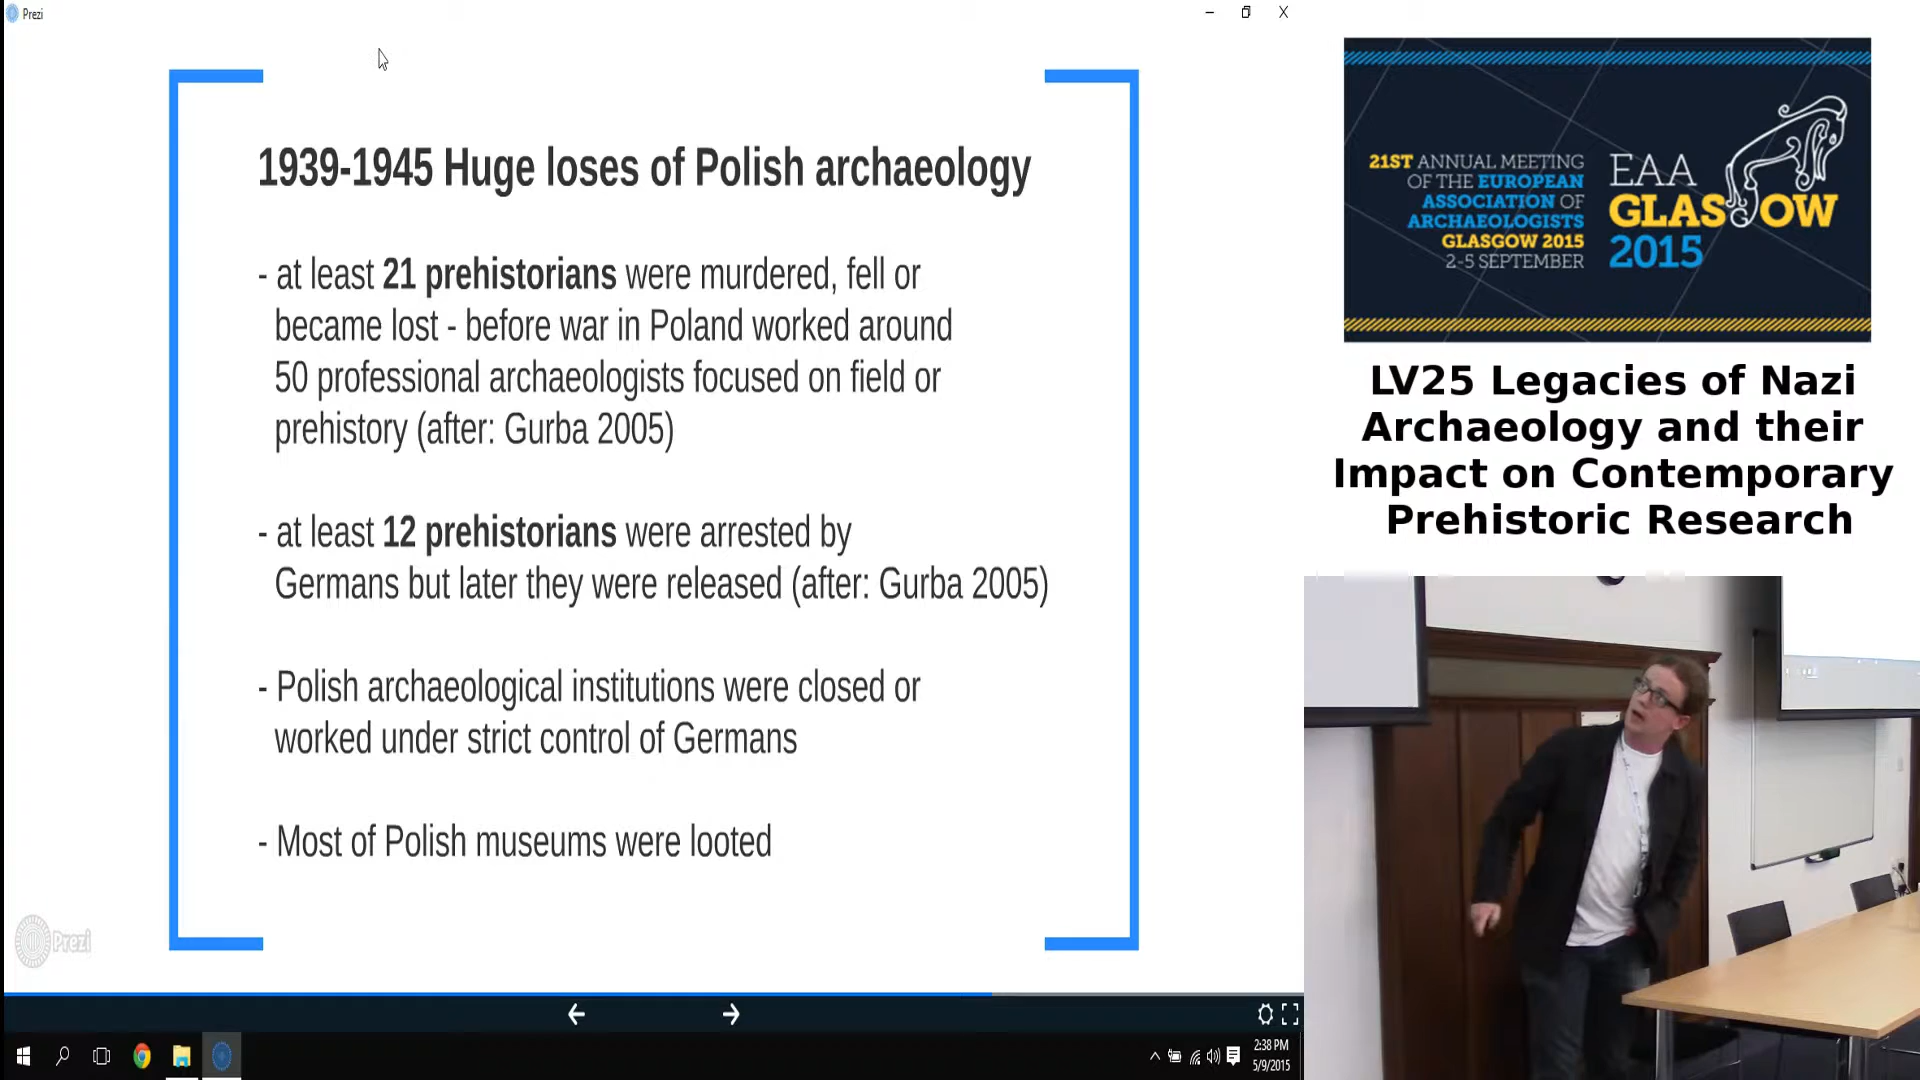 Prezi
1939-1945 Huge loses of Polish archaeology
- at least 21 prehistorians were murdered, fell or
became lost - before war in Poland worked around
50 professional archaeologists focused on field or
prehistory (after: Gurba 2005)
- at least 12 prehistorians were arrested by
Germans but later they were released (after: Gurba 2005)
- Polish archaeological institutions were closed or
worked under strict control of Germans
- Most of Polish museums were looted
Prezi
2:38 PM
5/9/2015
21ST ANNUAL MEETING
OF THE EUROPEAN
ASSOCIATION OF
ARCHAEOLOGISTS
GLASGOW 2015
2-5 SEPTEMBER
EAA
GLASGOW
2015
LV25 Legacies of Nazi
Archaeology and their
Impact on Contemporary
Prehistoric Research